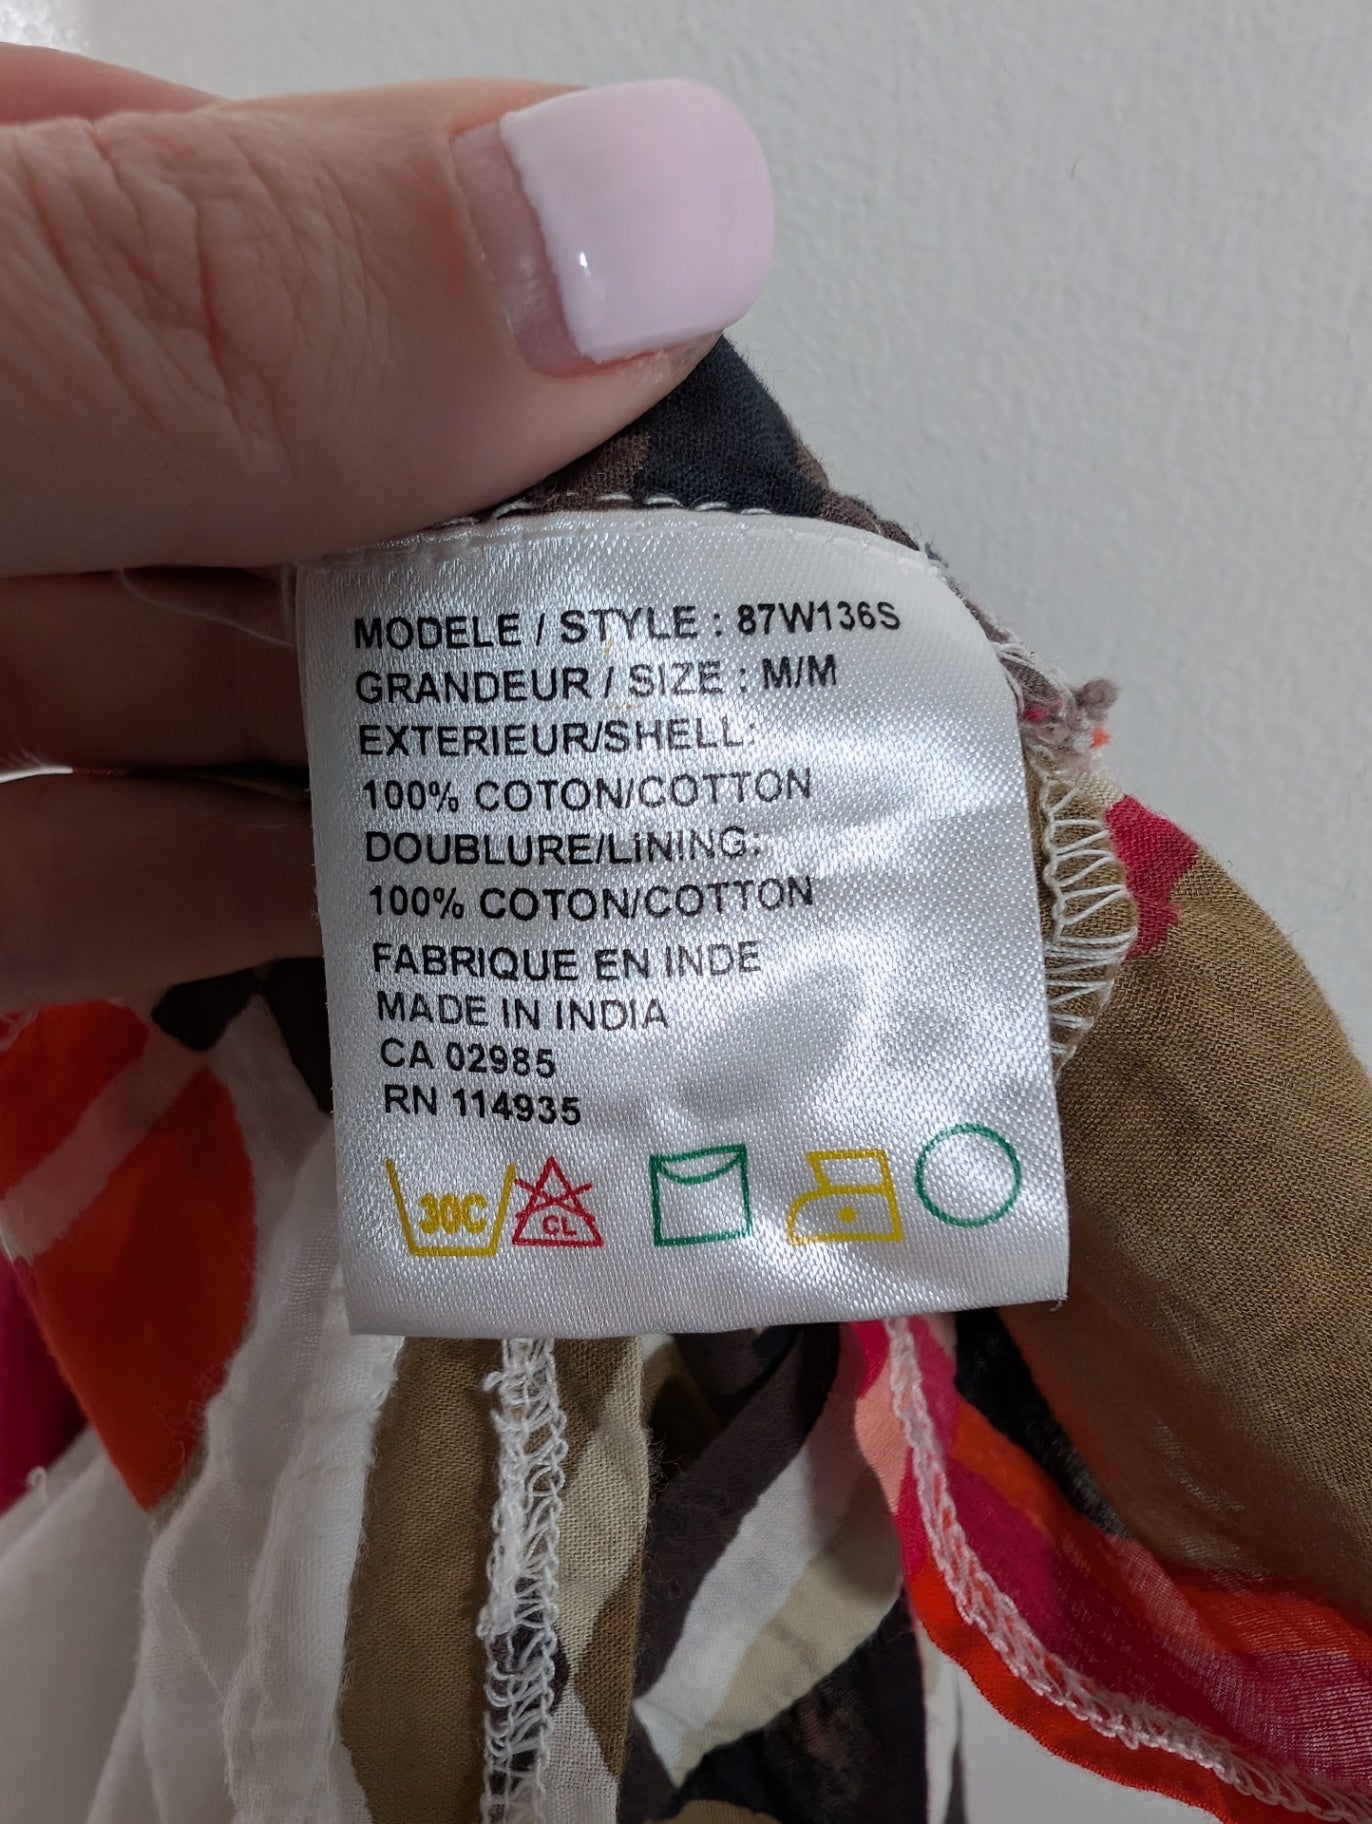 MODELE / STYLE : 87W136S
GRANDEUR / SIZE : M/M
EXTERIEUR/SHELL:
100% COTON/COTTON
DOUBLURE/LINING:
100% COTON/COTTON
FABRIQUE EN INDE
MADE IN INDIA
CA 02985
RN 114935
30C CL